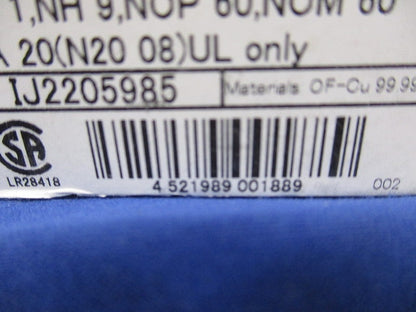 1,NH 9,NOP 60,NOM 60
A 20(N20 08)UL only
IJ2205985 Materials OF-Cu 99.99
SA
LR28418
4 521989 001889 002